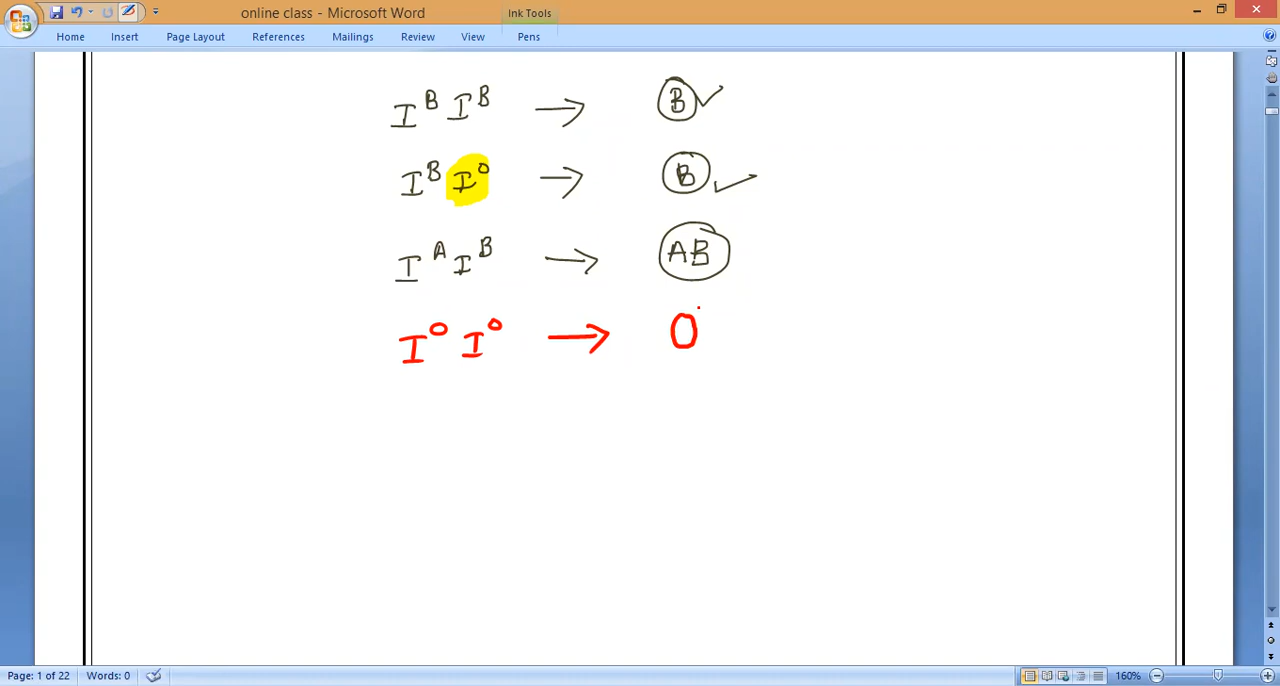 online class - Microsoft Word
Ink Tools
Home Insert Page Layout References Mailings Review View Pens
I^B I^B → B ✓
I^B I^O → B ✓
I^A I^B → AB
I^O I^O → O
Page: 1 of 22 Words: 0 160%